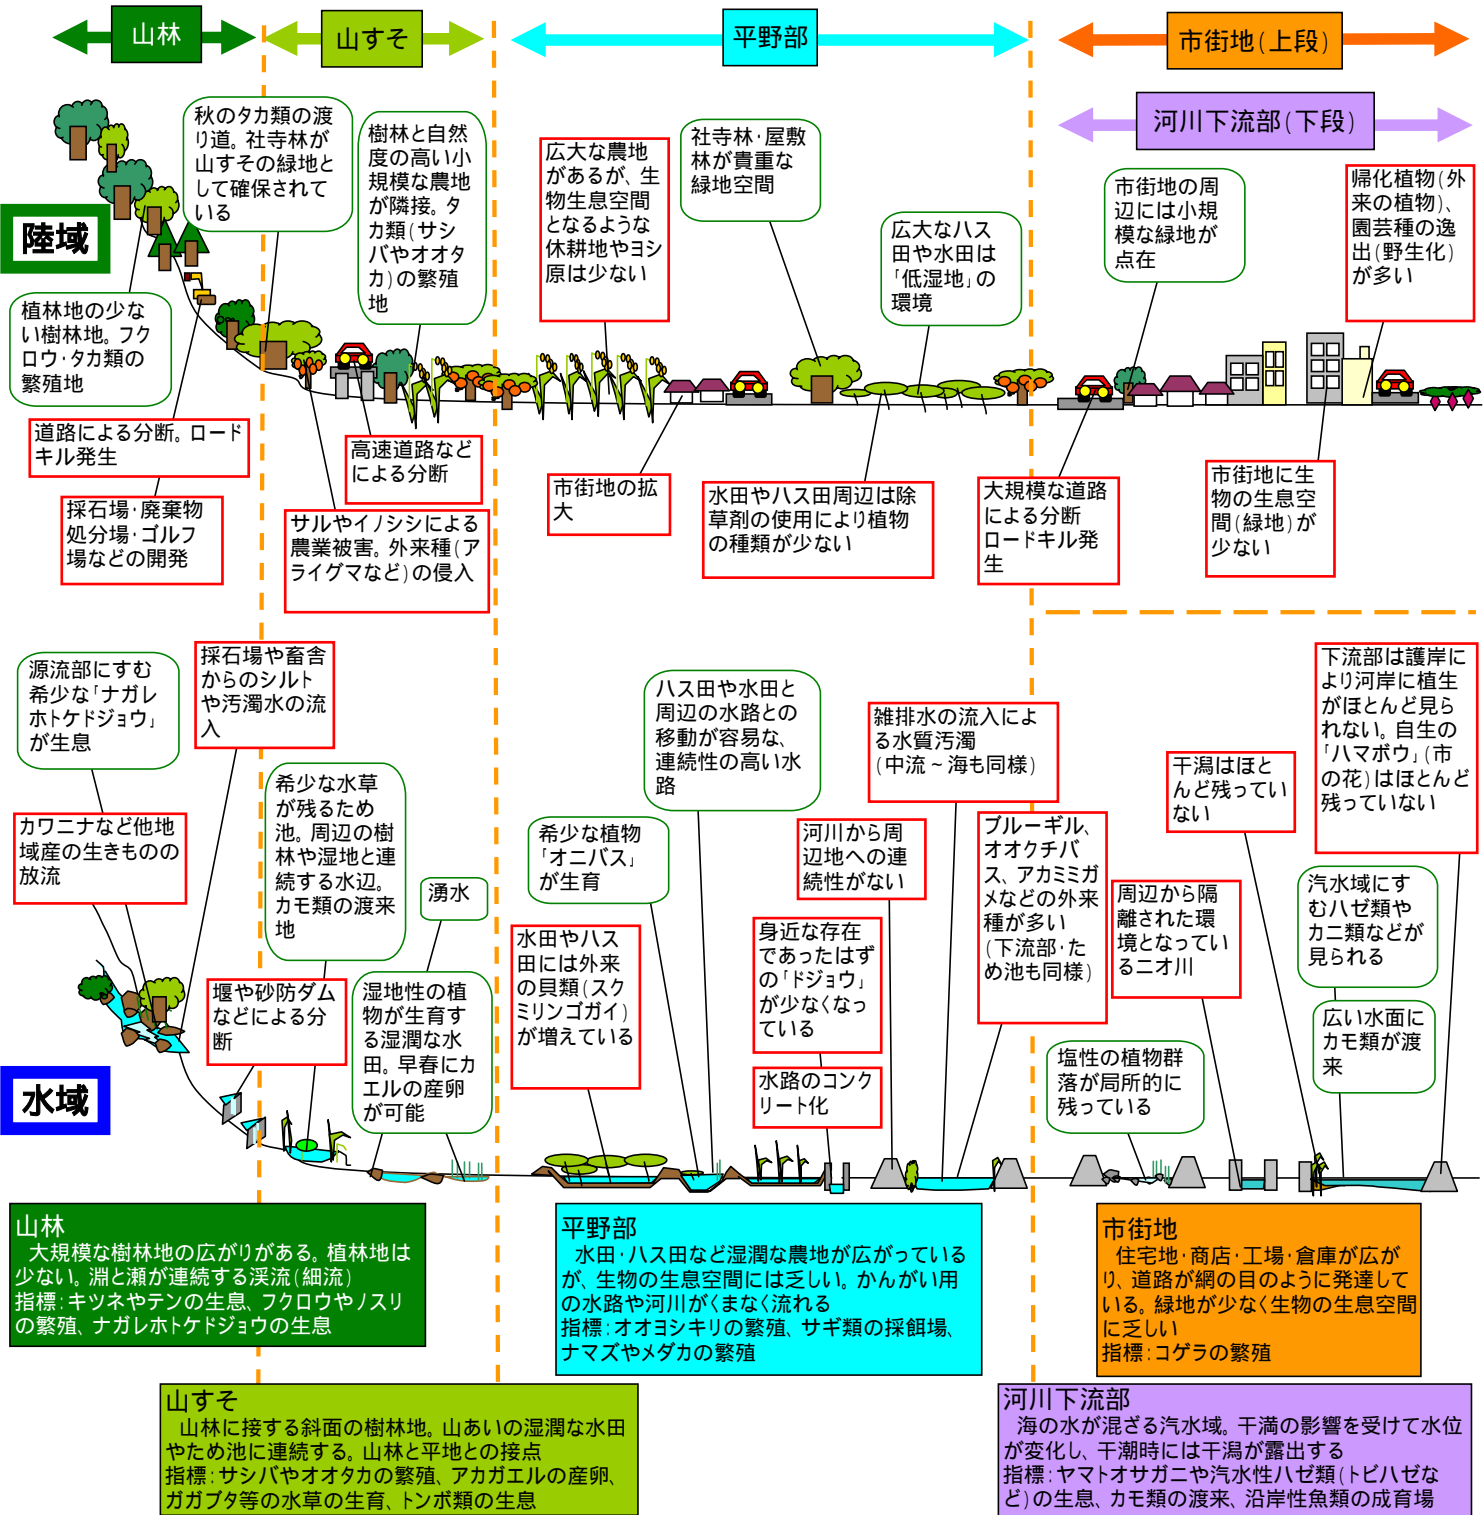 山林
山すそ
平野部
市街地(上段)
河川下流部(下段)
陸域
秋のタカ類の渡
り道。社寺林が
山すその緑地と
して確保されて
いる
樹林と自然
度の高い小
規模な農地
が隣接。タ
カ類(サシ
バやオオタ
カ)の繁殖
地
広大な農地
があるが、生
物生息空間
となるような
休耕地やヨシ
原は少ない
社寺林・屋敷
林が貴重な
緑地空間
広大なハス
田や水田は
「低湿地」の
環境
市街地の周
辺には小規
模な緑地が
点在
帰化植物(外
来の植物)、
園芸種の逸
出(野生化)
が多い
植林地の少な
い樹林地。フク
ロウ・タカ類の
繁殖地
道路による分断。ロード
キル発生
採石場・廃棄物
処分場・ゴルフ
場などの開発
高速道路など
による分断
サルやイノシシによる
農業被害。外来種(ア
ライグマなど)の侵入
市街地の拡
大
水田やハス田周辺は除
草剤の使用により植物
の種類が少ない
大規模な道路
による分断
ロードキル発
生
市街地に生
物の生息空
間(緑地)が
少ない
水域
源流部にすむ
希少な「ナガレ
ホトケドジョウ」
が生息
採石場や畜舎
からのシルト
や汚濁水の流
入
カワニナなど他地
域産の生きものの
放流
希少な水草
が残るため
池。周辺の樹
林や湿地と連
続する水辺。
カモ類の渡来
地
湧水
堰や砂防ダム
などによる分
断
湿地性の植
物が生育す
る湿潤な水
田。早春にカ
エルの産卵
が可能
希少な植物
「オニバス」
が生育
水田やハス
田には外来
の貝類(スク
ミリンゴガイ)
が増えている
ハス田や水田と
周辺の水路との
移動が容易な、
連続性の高い水
路
雑排水の流入によ
る水質汚濁
(中流～海も同様)
河川から周
辺地への連
続性がない
身近な存在
であったはず
の「ドジョウ」
が少なくなっ
ている
水路のコンク
リート化
ブルーギル、
オオクチバ
ス、アカミミガ
メなどの外来
種が多い
(下流部・た
め池も同様)
干潟はほと
んど残ってい
ない
下流部は護岸に
より河岸に植生
がほとんど見ら
れない。自生の
「ハマボウ」(市
の花)はほとんど
残っていない
周辺から隔
離された環
境となってい
るニオ川
汽水域にす
むハゼ類や
カニ類などが
見られる
広い水面に
カモ類が渡
来
塩性の植物群
落が局所的に
残っている
山林
大規模な樹林地の広がりがある。植林地は
少ない。淵と瀬が連続する渓流(細流)
指標:キツネやテンの生息、フクロウやノスリ
の繁殖、ナガレホトケドジョウの生息
平野部
水田・ハス田など湿潤な農地が広がっている
が、生物の生息空間には乏しい。かんがい用
の水路や河川がくまなく流れる
指標:オオヨシキリの繁殖、サギ類の採餌場、
ナマズやメダカの繁殖
市街地
住宅地・商店・工場・倉庫が広が
り、道路が網の目のように発達して
いる。緑地が少なく生物の生息空間
に乏しい
指標:コゲラの繁殖
山すそ
山林に接する斜面の樹林地。山あいの湿潤な水田
やため池に連続する。山林と平地との接点
指標:サシバやオオタカの繁殖、アカガエルの産卵、
ガガブタ等の水草の生育、トンボ類の生息
河川下流部
海の水が混ざる汽水域。干満の影響を受けて水位
が変化し、干潮時には干潟が露出する
指標:ヤマトオサガニや汽水性ハゼ類(トビハゼな
ど)の生息、カモ類の渡来、沿岸性魚類の成育場